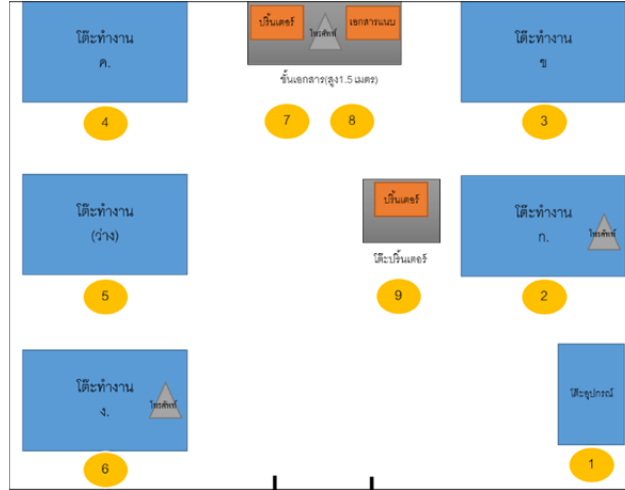 โต๊ะทำงาน
ค.
ปริ้นเตอร์
โทรศัพท์
เอกสารแนบ
ชั้นเอกสาร(สูง1.5 เมตร)
โต๊ะทำงาน
ข
4
7
8
3
โต๊ะทำงาน
(ว่าง)
ปริ้นเตอร์
โต๊ะปริ้นเตอร์
โต๊ะทำงาน
ก.
โทรศัพท์
5
9
2
โต๊ะทำงาน
ง.
โทรศัพท์
โต๊ะอุปกรณ์
6
1